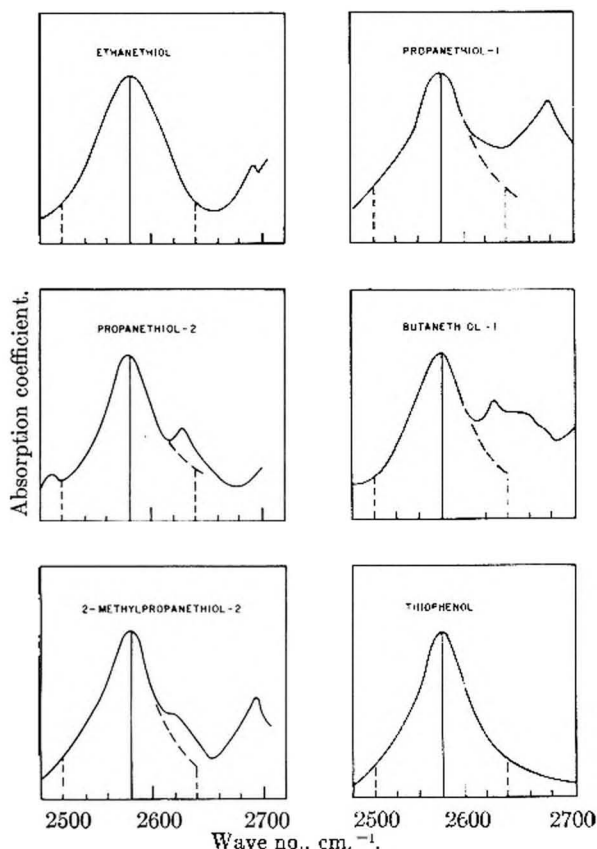 ETHANETHIOL
PROPANETHIOL-1
PROPANETHIOL-2
BUTANETH OL-1
2-METHYLPROPANETHIOL-2
THIOPHENOL
Absorption coefficient.
2500 2600 2700 2500 2600 2700
Wave no., cm.⁻¹.